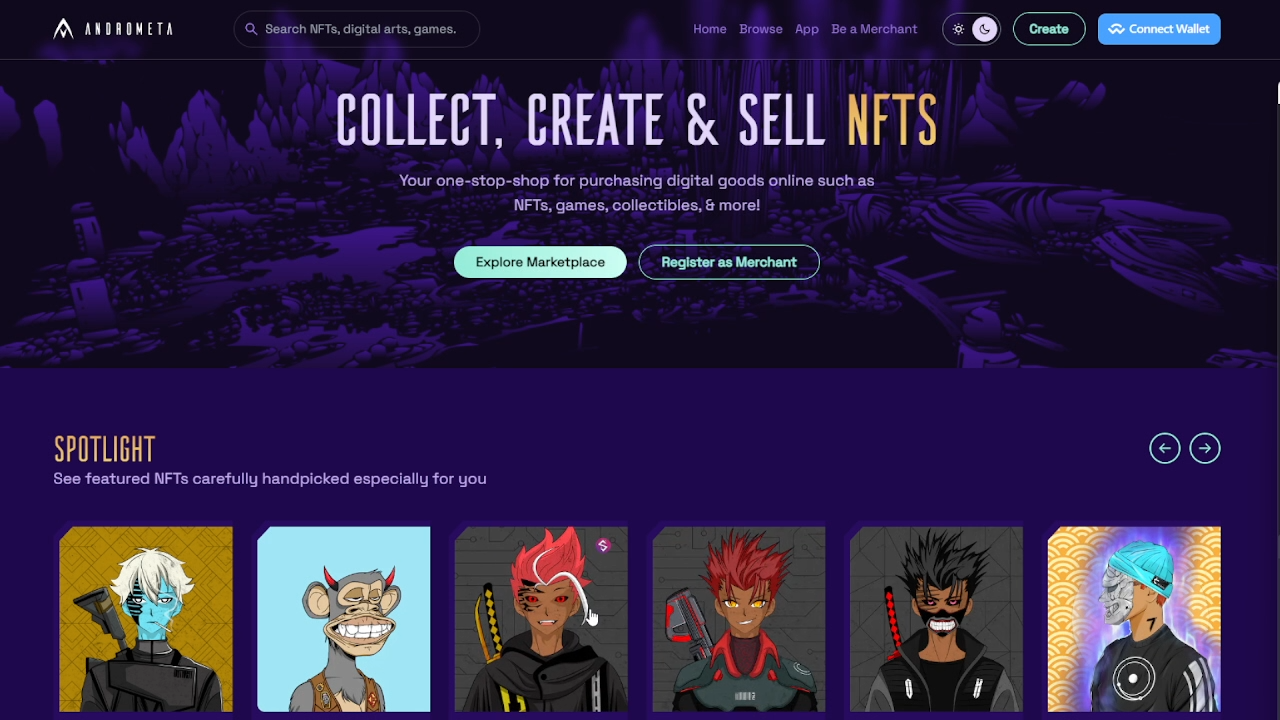 ANDROMETA
Search NFTs, digital arts, games.
Home
Browse
App
Be a Merchant
Create
Connect Wallet
COLLECT, CREATE & SELL NFTS
Your one-stop-shop for purchasing digital goods online such as
NFTs, games, collectibles, & more!
Explore Marketplace
Register as Merchant
SPOTLIGHT
See featured NFTs carefully handpicked especially for you
7